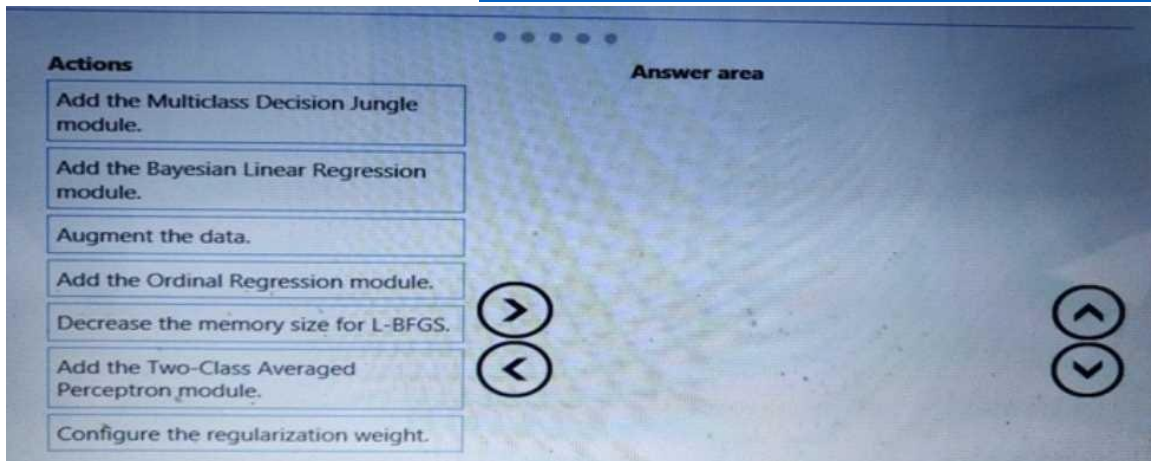 Actions
Answer area
Add the Multiclass Decision Jungle
module.
Add the Bayesian Linear Regression
module.
Augment the data.
Add the Ordinal Regression module.
Decrease the memory size for L-BFGS.
Add the Two-Class Averaged
Perceptron module.
Configure the regularization weight.